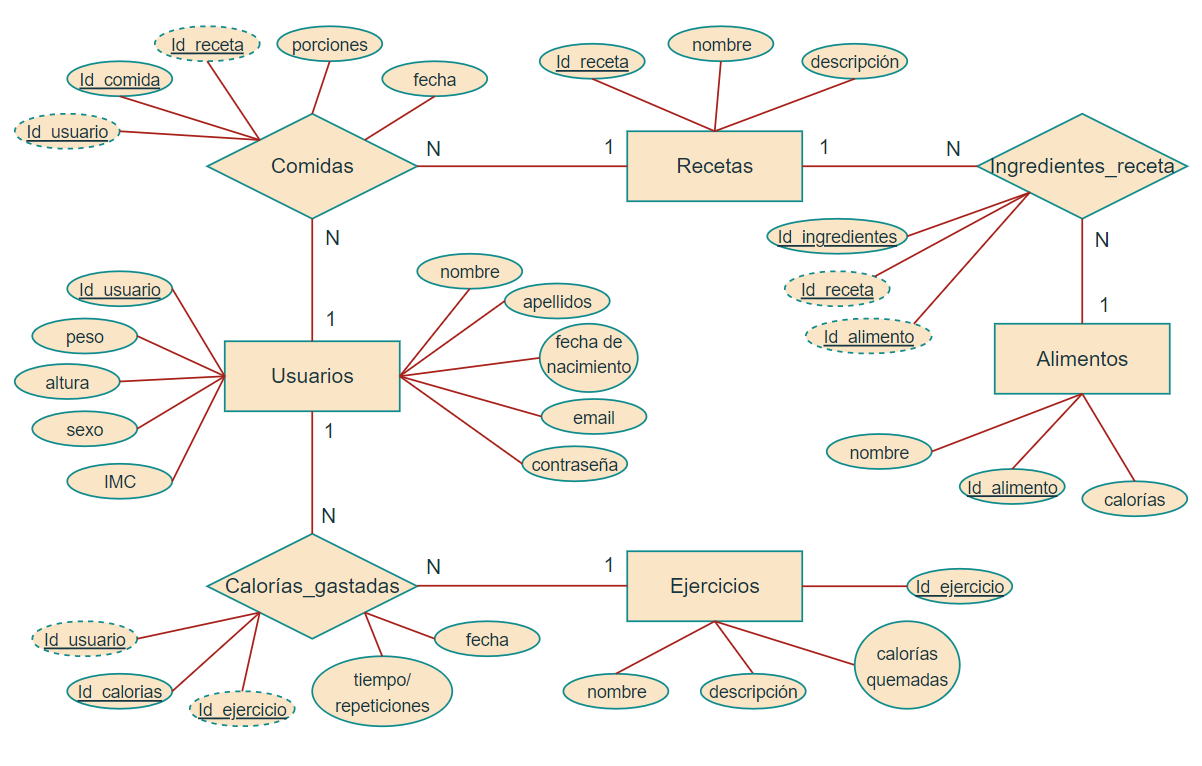 Id_receta
porciones
Id_comida
fecha
Id_usuario
Comidas
N
N
Id_receta
nombre
descripción
1
Recetas
1
N
Ingredientes_receta
Id_ingredientes
Id_receta
Id_alimento
N
1
Alimentos
nombre
Id_alimento
calorías
1
Usuarios
1
Id_usuario
peso
altura
sexo
IMC
nombre
apellidos
fecha de
nacimiento
email
contraseña
N
Calorías_gastadas
N
1
Id_usuario
Id_calorias
Id_ejercicio
tiempo/
repeticiones
fecha
Ejercicios
Id_ejercicio
nombre
descripción
calorías
quemadas